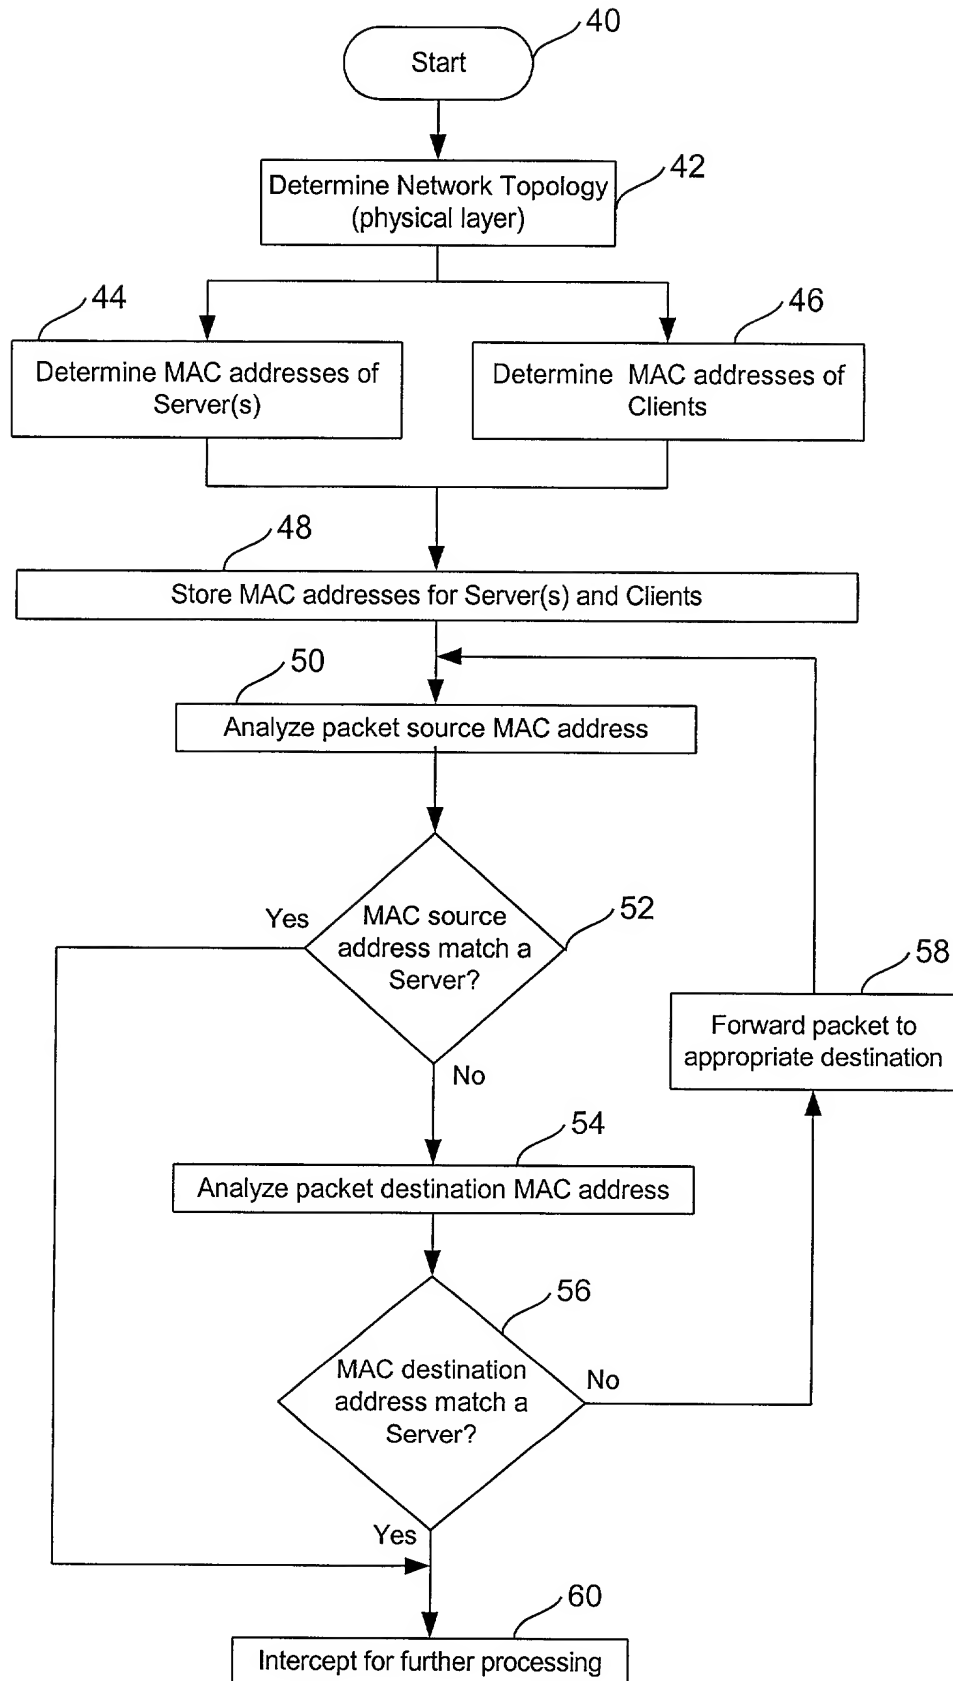 40
Start
42
Determine Network Topology
(physical layer)
44
46
Determine MAC addresses of
Server(s)
Determine MAC addresses of
Clients
48
Store MAC addresses for Server(s) and Clients
50
Analyze packet source MAC address
Yes
MAC source
address match a
Server?
52
58
Forward packet to
appropriate destination
No
54
Analyze packet destination MAC address
56
MAC destination
address match a
Server?
No
Yes
60
Intercept for further processing